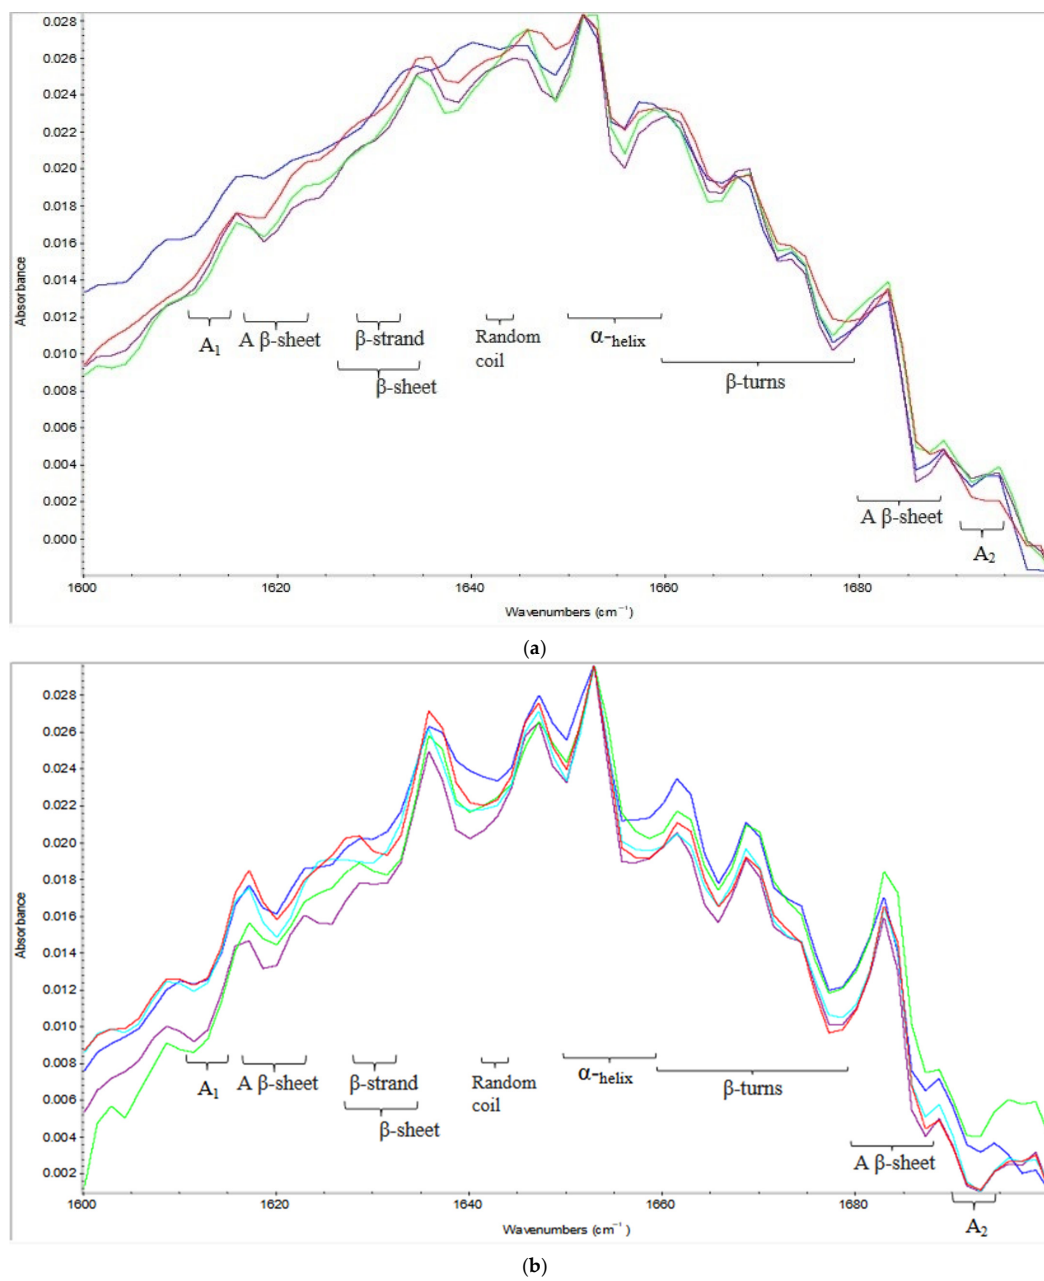 0.028
0.026
0.024
0.022
0.020
0.018
0.016
0.014
0.012
0.010
0.008
0.006
0.004
0.002
0.000
Absorbance
A1
A β-sheet
β-strand
β-sheet
Random
coil
α-helix
β-turns
A β-sheet
A2
1600
1620
1640
1660
1680
Wavenumbers (cm⁻¹)
(a)
0.028
0.026
0.024
0.022
0.020
0.018
0.016
0.014
0.012
0.010
0.008
0.006
0.004
0.002
Absorbance
A1
A β-sheet
β-strand
β-sheet
Random
coil
α-helix
β-turns
A β-sheet
A2
1600
1620
1640
1660
1680
Wavenumbers (cm⁻¹)
(b)